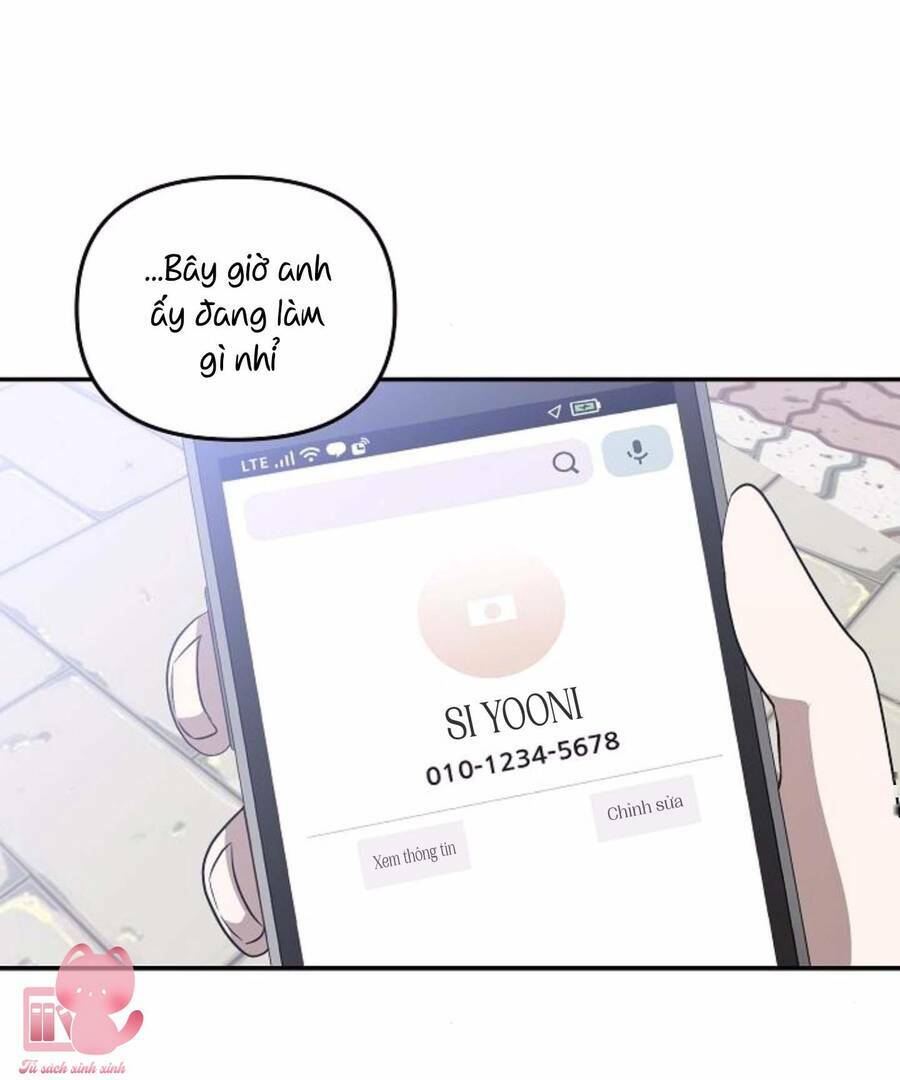 ...Bây giờ anh
ấy đang làm
gì nhỉ
LTE
SI YOONI
010-1234-5678
Xem thông tin
Chỉnh sửa
Tủ sách xinh xinh